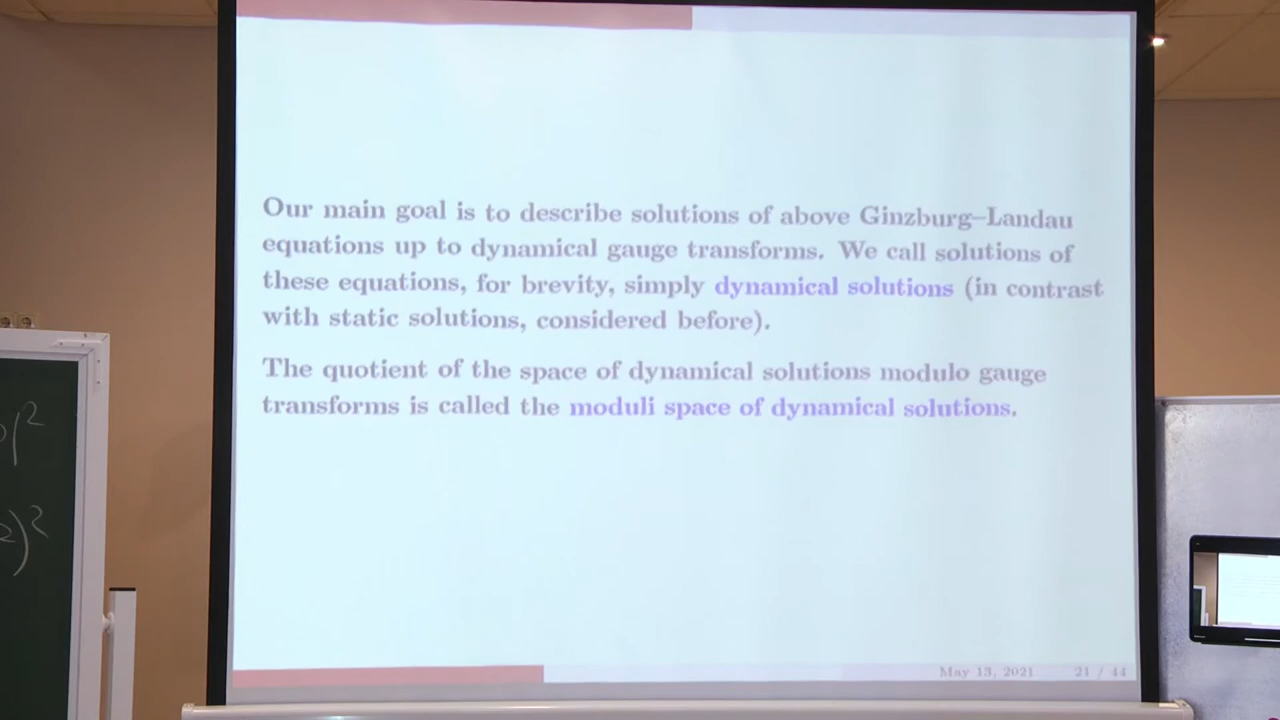 Our main goal is to describe solutions of above Ginzburg–Landau
equations up to dynamical gauge transforms. We call solutions of
these equations, for brevity, simply dynamical solutions (in contrast
with static solutions, considered before).
The quotient of the space of dynamical solutions modulo gauge
transforms is called the moduli space of dynamical solutions.
May 13, 2021 21 / 44
|²
)²